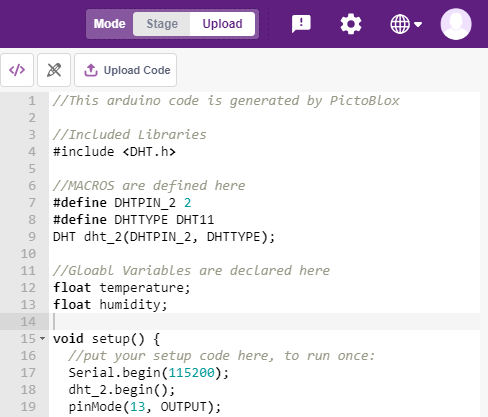 Mode Stage Upload
</> Upload Code
1 //This arduino code is generated by PictoBlox
2
3 //Included Libraries
4 #include <DHT.h>
5
6 //MACROS are defined here
7 #define DHTPIN_2 2
8 #define DHTTYPE DHT11
9 DHT dht_2(DHTPIN_2, DHTTYPE);
10
11 //Gloabl Variables are declared here
12 float temperature;
13 float humidity;
14
15 void setup() {
16 //put your setup code here, to run once:
17 Serial.begin(115200);
18 dht_2.begin();
19 pinMode(13, OUTPUT);